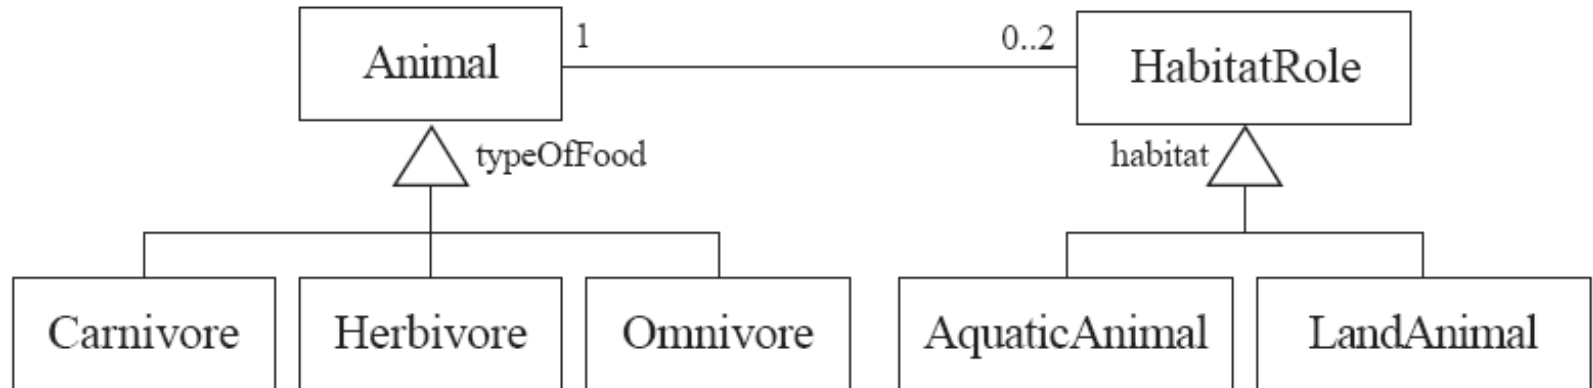 Animal
1
0..2
HabitatRole
typeOfFood
habitat
Carnivore
Herbivore
Omnivore
AquaticAnimal
LandAnimal